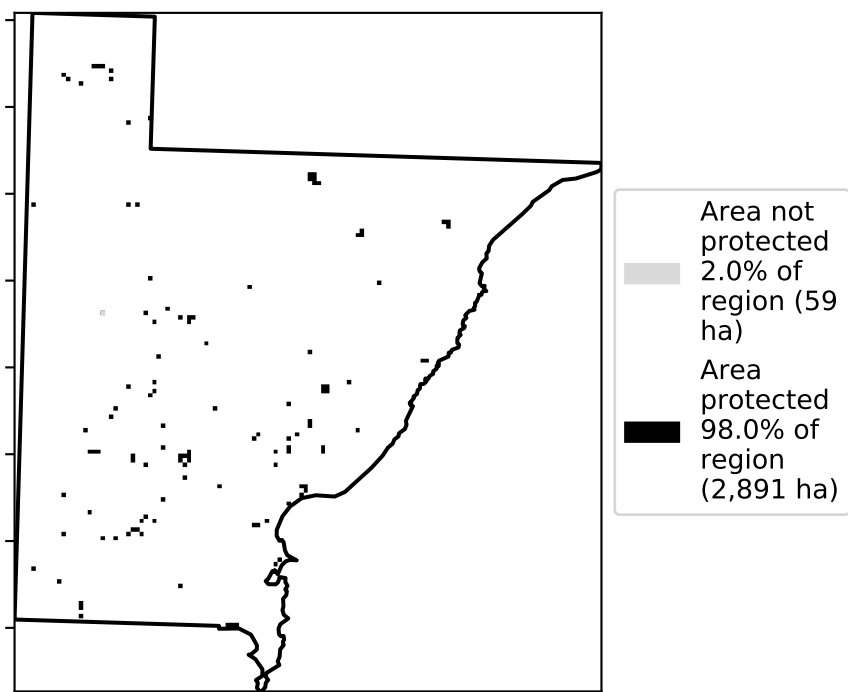 Area not
protected
2.0% of
region (59
ha)
Area
protected
98.0% of
region
(2,891 ha)